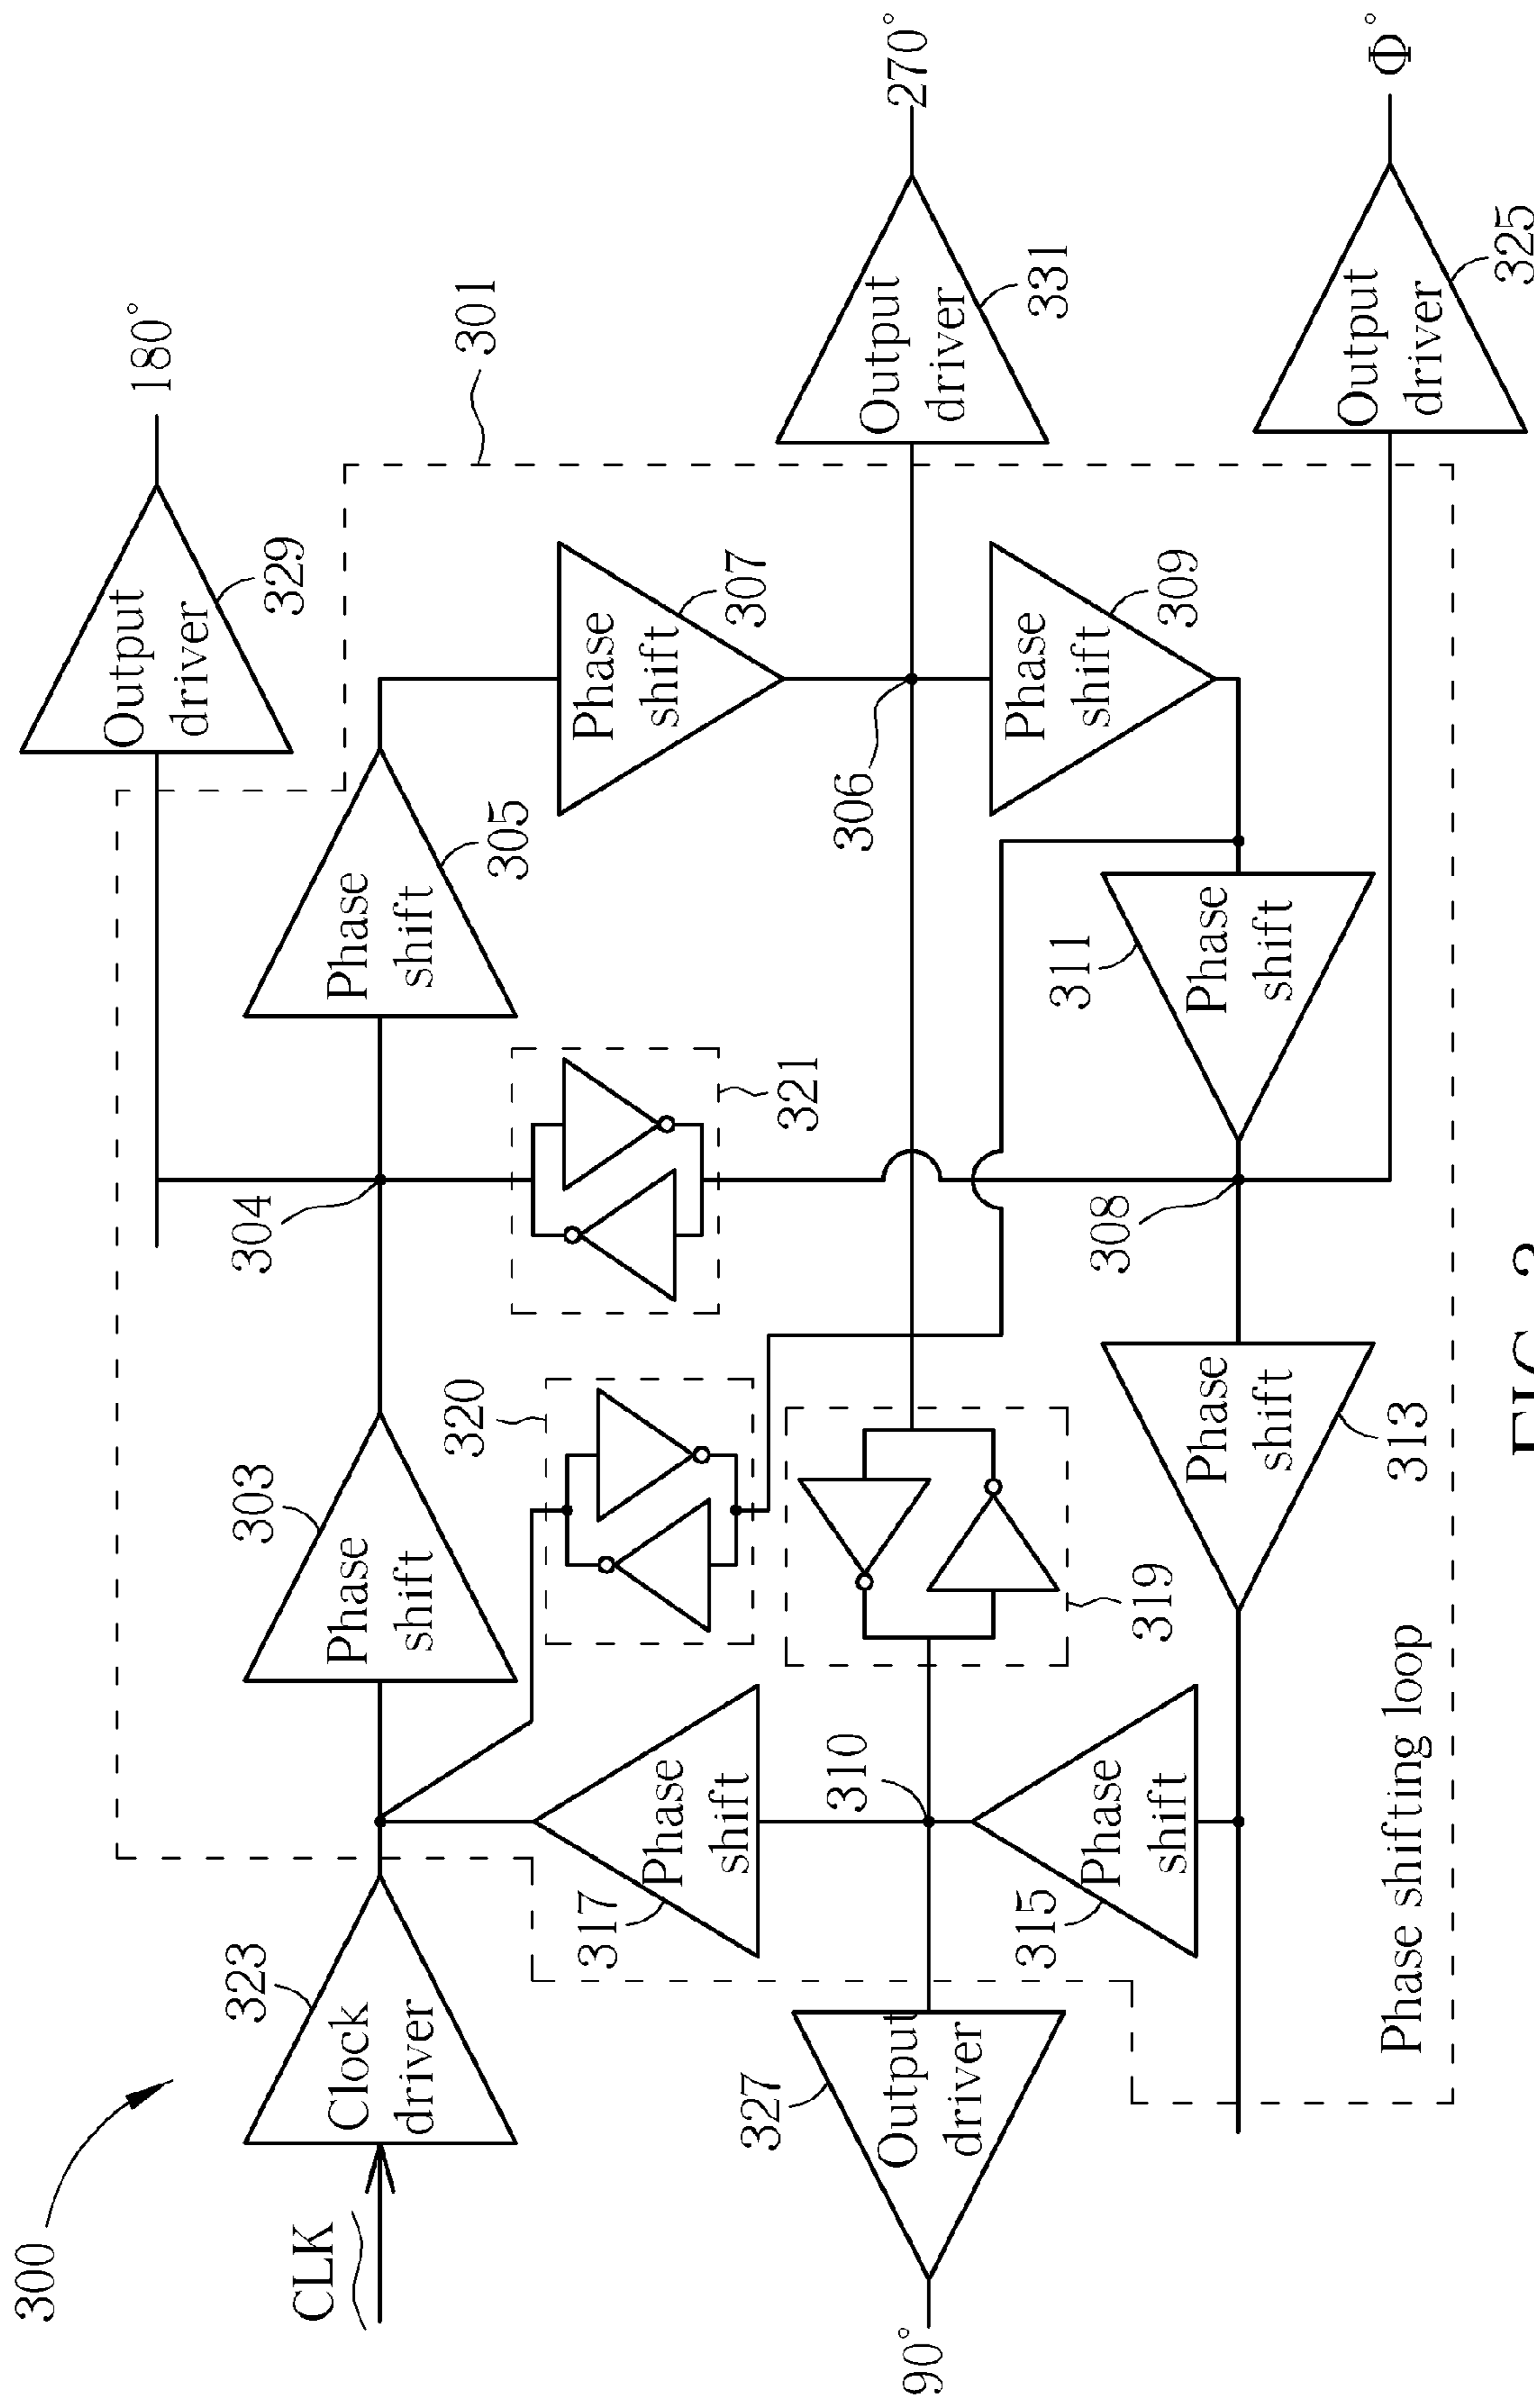 300
CLK
Clock
driver
323
Phase
shift
303
304
Phase
shift
305
Output
driver
329
180°
301
Phase
shift
307
306
Output
driver
331
270°
Phase
shift
309
Phase
shift
311
308
Output
driver
325
Φ°
321
320
319
Phase
shift
313
Phase
shift
317
310
Phase
shift
315
Output
driver
327
90°
Phase shifting loop